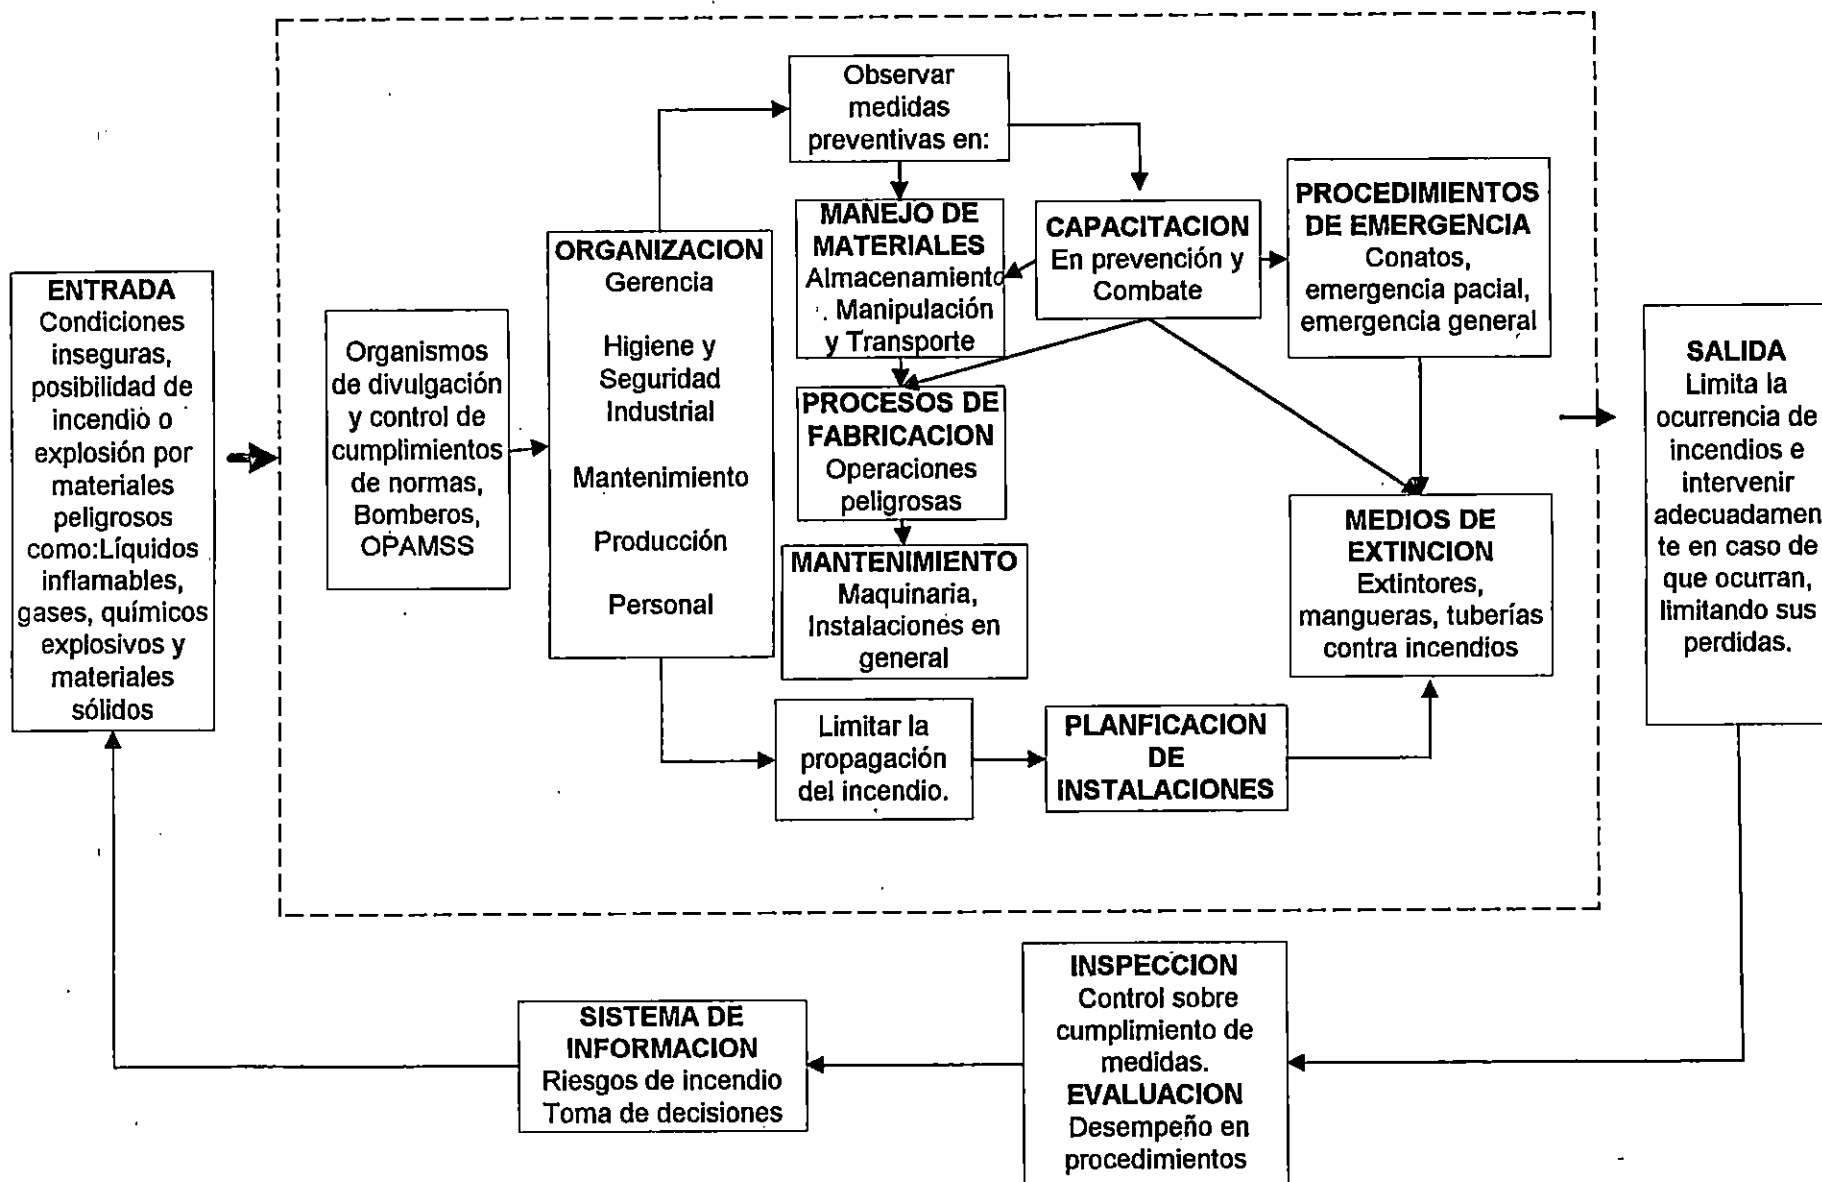 ENTRADA
Condiciones
inseguras,
posibilidad de
incendio o
explosión por
materiales
peligrosos
como:Líquidos
inflamables,
gases, químicos
explosivos y
materiales
sólidos
Organismos
de divulgación
y control de
cumplimientos
de normas,
Bomberos,
OPAMSS
ORGANIZACION
Gerencia
Higiene y
Seguridad
Industrial
Mantenimiento
Producción
Personal
Observar
medidas
preventivas en:
MANEJO DE
MATERIALES
Almacenamiento
. Manipulación
y Transporte
PROCESOS DE
FABRICACION
Operaciones
peligrosas
MANTENIMIENTO
Maquinaria,
Instalaciones en
general
CAPACITACION
En prevención y
Combate
PROCEDIMIENTOS
DE EMERGENCIA
Conatos,
emergencia pacial,
emergencia general
MEDIOS DE
EXTINCION
Extintores,
mangueras, tuberías
contra incendios
Limitar la
propagación
del incendio.
PLANFICACION
DE
INSTALACIONES
SALIDA
Limita la
ocurrencia de
incendios e
intervenir
adecuadamen
te en caso de
que ocurran,
limitando sus
perdidas.
INSPECCION
Control sobre
cumplimiento de
medidas.
EVALUACION
Desempeño en
procedimientos
SISTEMA DE
INFORMACION
Riesgos de incendio
Toma de decisiones